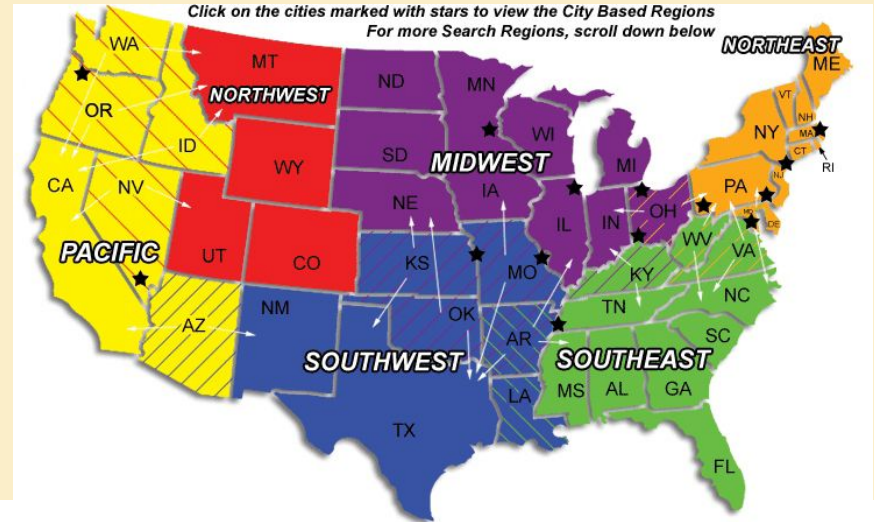 Click on the cities marked with stars to view the City Based Regions
For more Search Regions, scroll down below
NORTHEAST
WA
MT
ND
MN
ME
NORTHWEST
VT
NH
OR
ID
SD
WI
MI
NY
MA
CT
RI
WY
MIDWEST
CA
NV
NE
IA
IL
IN
OH
PA
NJ
MD
DE
PACIFIC
UT
CO
KS
MO
KY
WV
VA
AZ
NM
OK
AR
TN
NC
SC
SOUTHWEST
SOUTHEAST
TX
LA
MS
AL
GA
FL